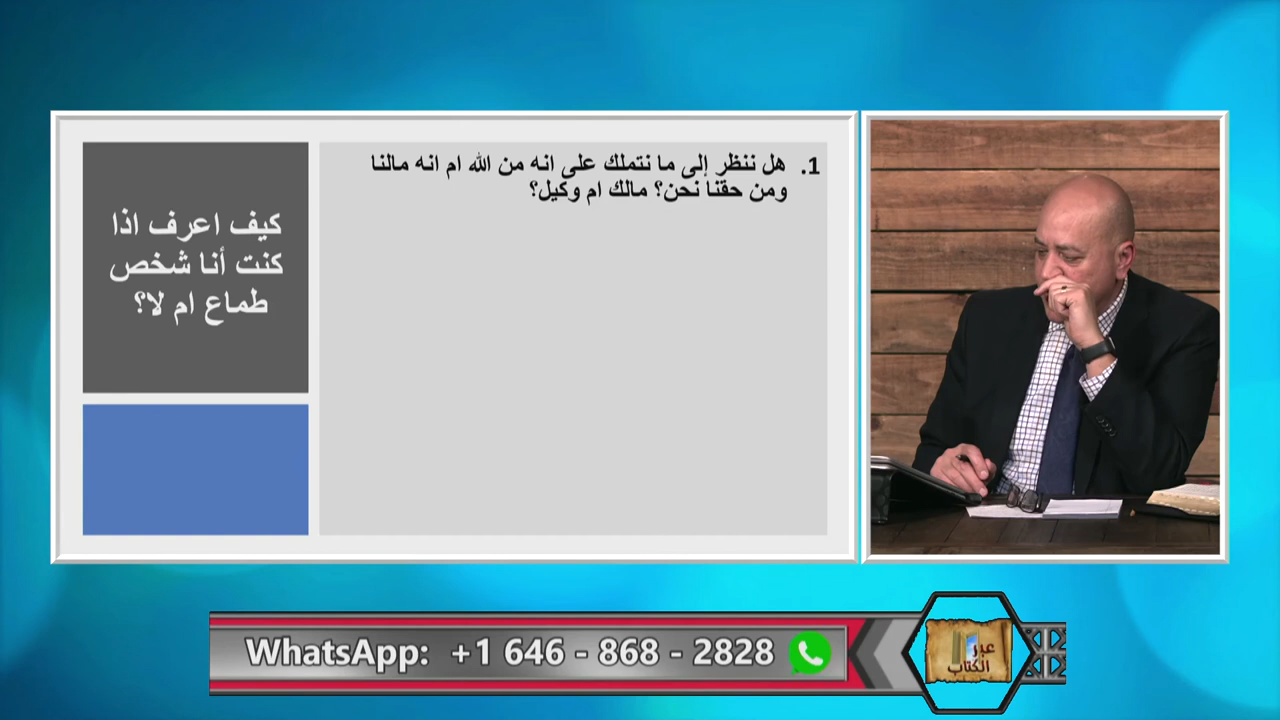 كيف اعرف اذا
كنت أنا شخص
طماع ام لا؟
1. هل ننظر إلى ما نتملك على انه من الله ام انه مالنا
ومن حقنا نحن؟ مالك ام وكيل؟
WhatsApp: +1 646 - 868 - 2828
عبر
الكتاب